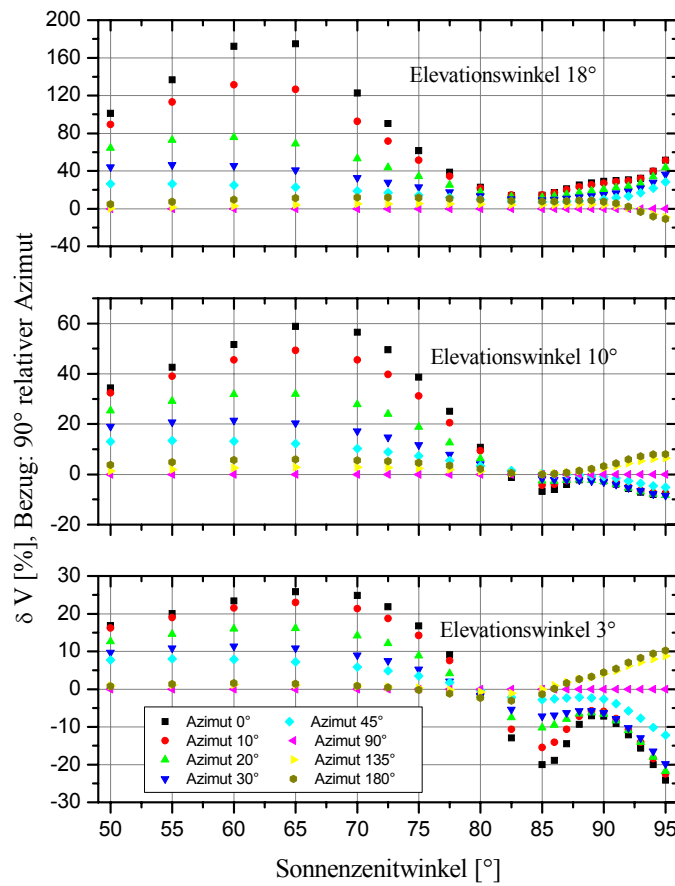 200
160
120
80
40
0
-40
Elevationswinkel 18°
60
40
20
0
-20
Elevationswinkel 10°
δ V [%], Bezug: 90° relativer Azimut
30
20
10
0
-10
-20
-30
Elevationswinkel 3°
Azimut 0°
Azimut 10°
Azimut 20°
Azimut 30°
Azimut 45°
Azimut 90°
Azimut 135°
Azimut 180°
50 55 60 65 70 75 80 85 90 95
Sonnenzenitwinkel [°]